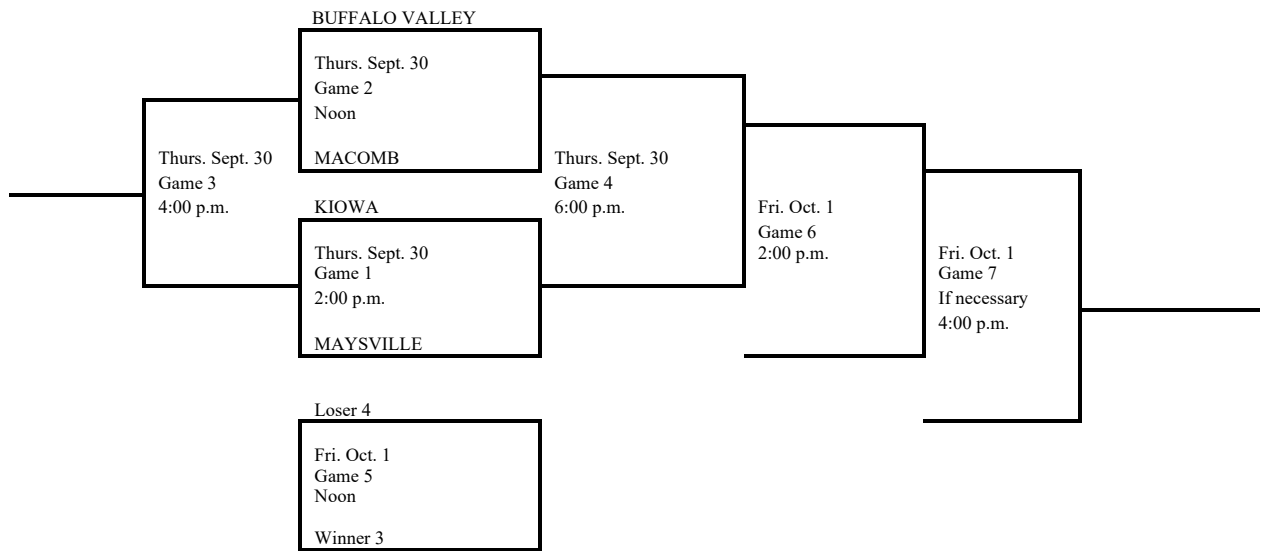 BUFFALO VALLEY
Thurs. Sept. 30
Game 2
Noon
MACOMB
Thurs. Sept. 30
Game 3
4:00 p.m.
KIOWA
Thurs. Sept. 30
Game 1
2:00 p.m.
MAYSVILLE
Thurs. Sept. 30
Game 4
6:00 p.m.
Fri. Oct. 1
Game 6
2:00 p.m.
Fri. Oct. 1
Game 7
If necessary
4:00 p.m.
Loser 4
Fri. Oct. 1
Game 5
Noon
Winner 3